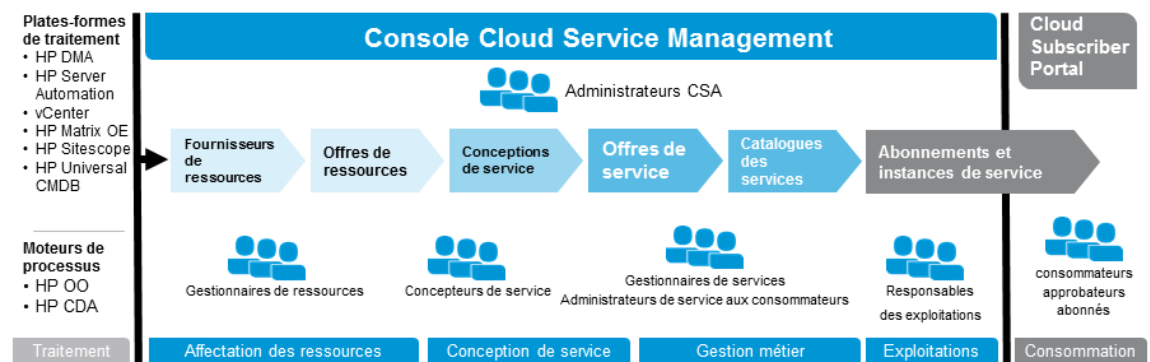 Plates-formes
de traitement
• HP DMA
• HP Server
Automation
• vCenter
• HP Matrix OE
• HP Sitescope
• HP Universal
CMDB
Moteurs de
processus
• HP OO
• HP CDA
Traitement
Console Cloud Service Management
Administrateurs CSA
Fournisseurs
de
ressources
Offres de
ressources
Conceptions
de service
Offres de
service
Catalogues
des
services
Abonnements et
instances de service
Gestionnaires de ressources
Concepteurs de service
Gestionnaires de services
Administrateurs de service aux consommateurs
Responsables
des exploitations
Affectation des ressources
Conception de service
Gestion métier
Exploitations
Cloud
Subscriber
Portal
consommateurs
approbateurs
abonnés
Consommation